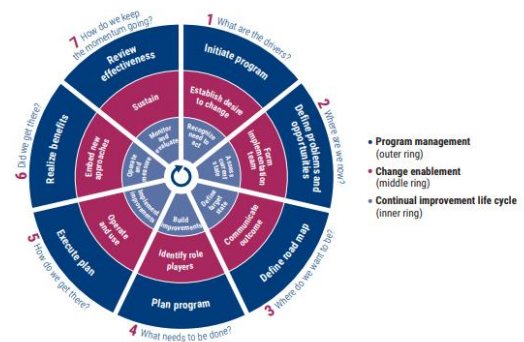 1 What are the drivers?
Initiate program
Establish desire
to change
Recognize
need to
act
2 Where are we now?
Define problems and
opportunities
Form
implementation
team
Assess
current
state
3 Where do we want to be?
Define road map
Communicate
outcome
Define
target
state
4 What needs to be done?
Plan program
Identify role
players
Build
improvements
5 How do we get there?
Execute plan
Operate
and use
Implement
improvements
6 Did we get there?
Realize benefits
Embed new
approaches
Operate
and
measure
7 How do we keep
the momentum going?
Review
effectiveness
Sustain
Monitor
and
evaluate
• Program management
(outer ring)
• Change enablement
(middle ring)
• Continual improvement life cycle
(inner ring)